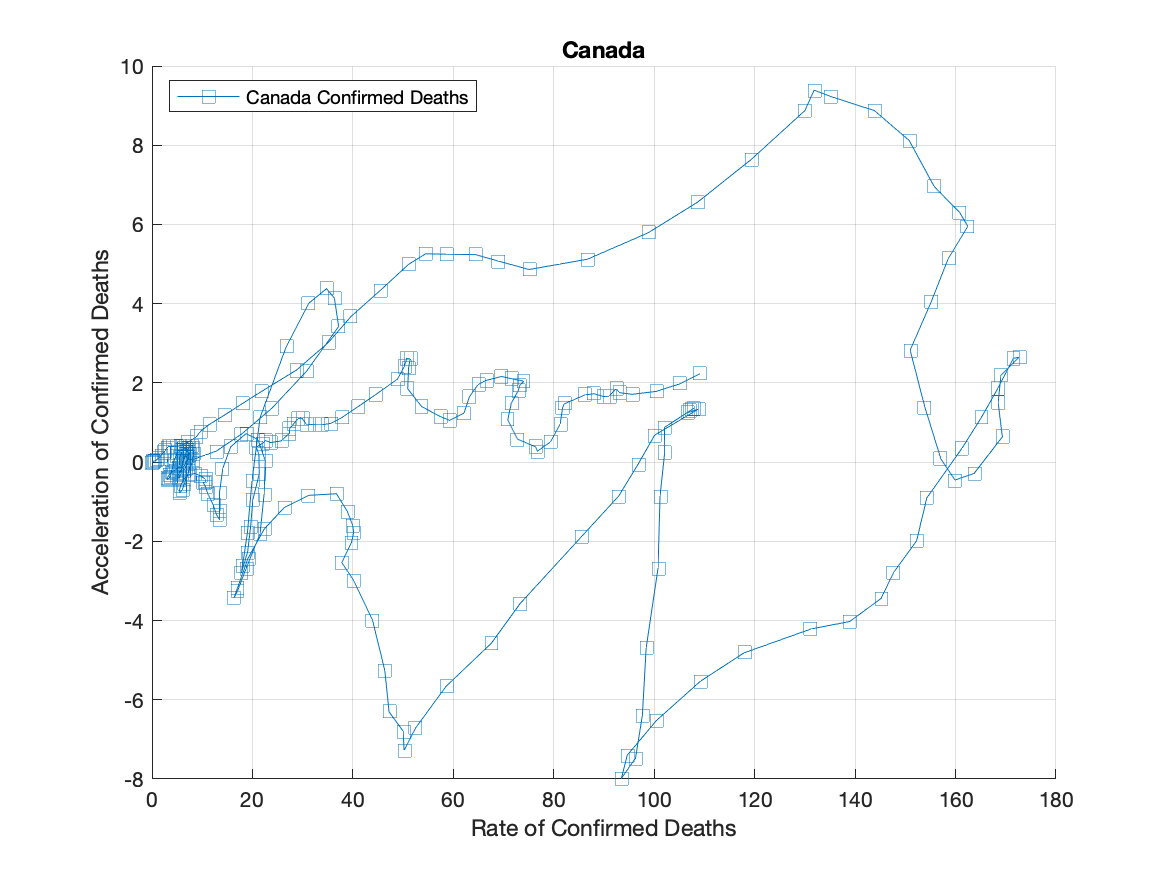 Canada
Canada Confirmed Deaths
10
8
6
4
2
0
-2
-4
-6
-8
Acceleration of Confirmed Deaths
0 20 40 60 80 100 120 140 160 180
Rate of Confirmed Deaths